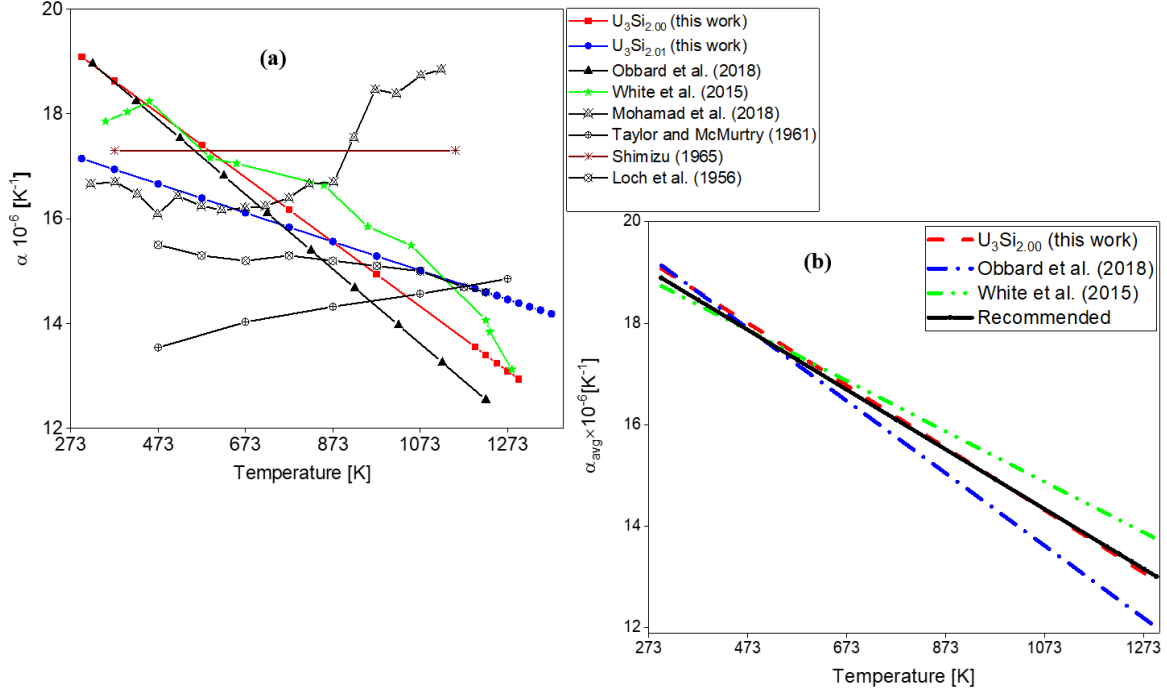 (a)
U₃Si₂.₀₀ (this work)
U₃Si₂.₀₁ (this work)
Obbard et al. (2018)
White et al. (2015)
Mohamad et al. (2018)
Taylor and McMurtry (1961)
Shimizu (1965)
Loch et al. (1956)
α 10⁻⁶ [K⁻¹]
20
18
16
14
12
273
473
673
873
1073
1273
Temperature [K]
(b)
U₃Si₂.₀₀ (this work)
Obbard et al. (2018)
White et al. (2015)
Recommended
αavg×10⁻⁶[K⁻¹]
20
18
16
14
12
273
473
673
873
1073
1273
Temperature [K]